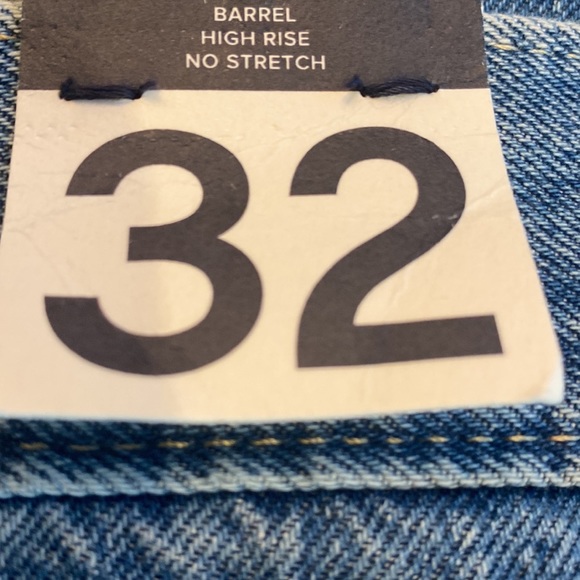 BARREL
HIGH RISE
NO STRETCH
32